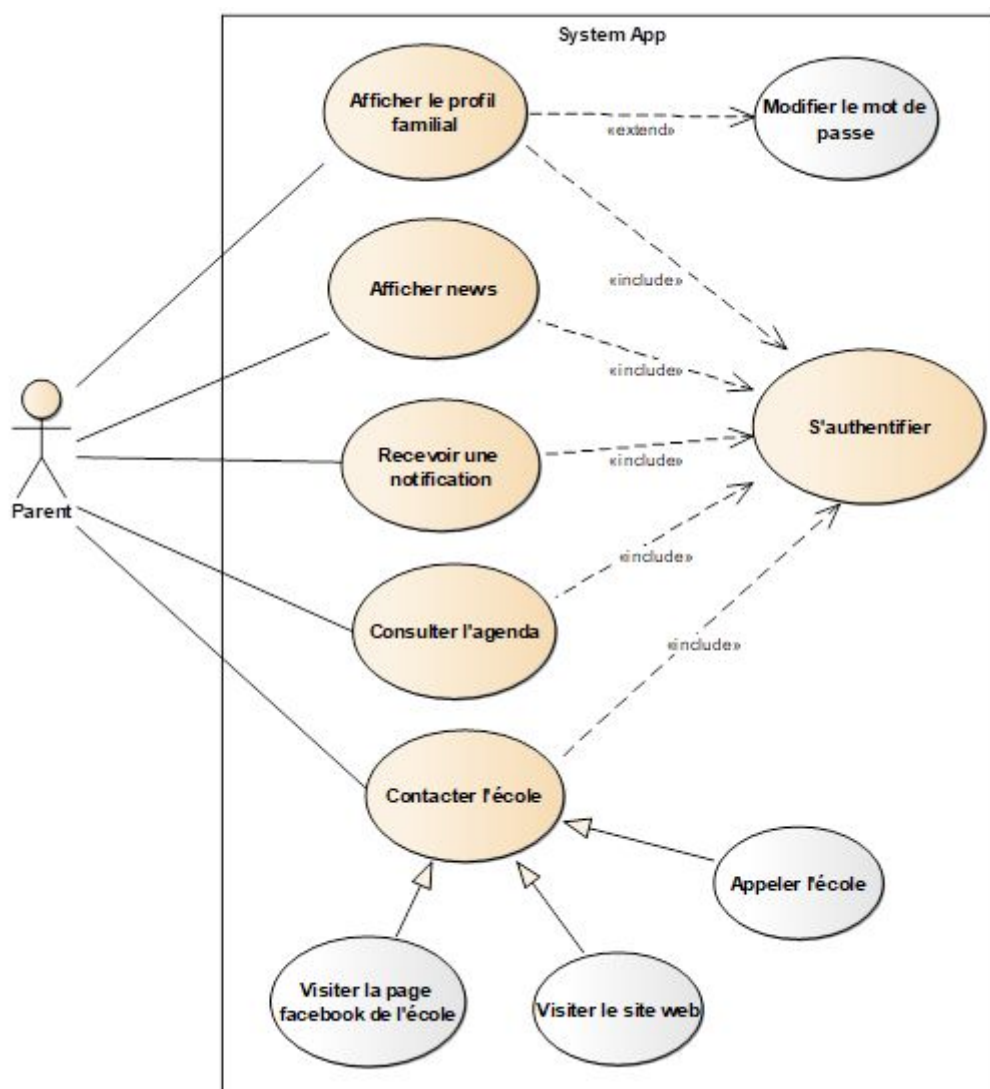 System App
Afficher le profil
familial
Modifier le mot de
passe
«extend»
Afficher news
«include»
«include»
S'authentifier
Recevoir une
notification
«include»
Parent
«include»
Consulter l'agenda
«include»
Contacter l'école
Appeler l'école
Visiter la page
facebook de l'école
Visiter le site web